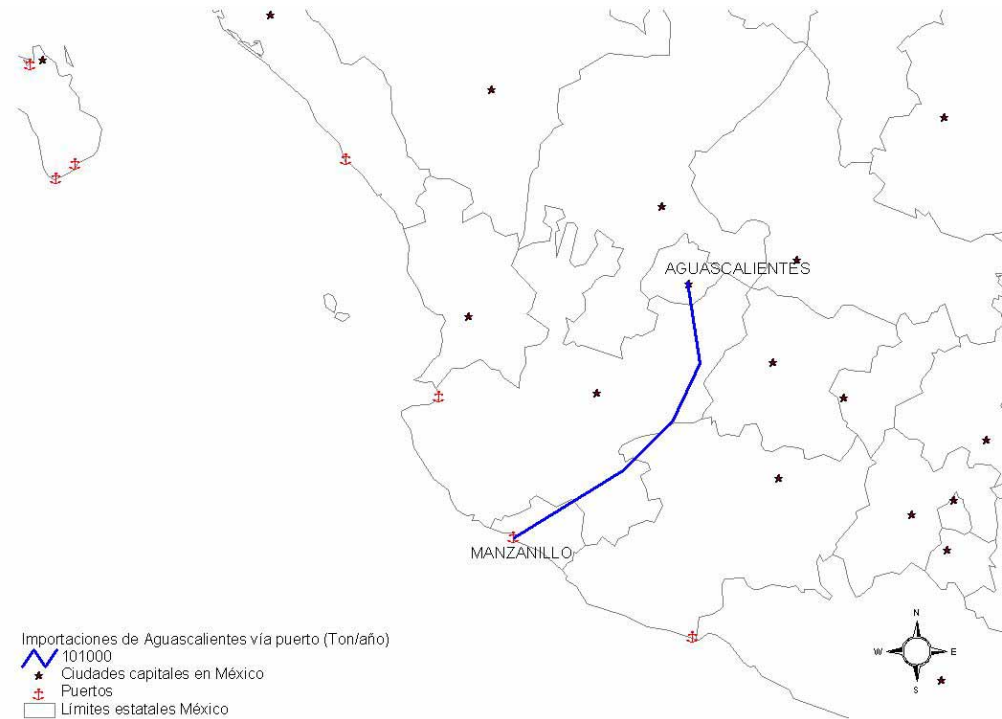 AGUASCALIENTES
MANZANILLO
Importaciones de Aguascalientes vía puerto (Ton/año)
101000
Ciudades capitales en México
Puertos
Límites estatales México
N
W E
S